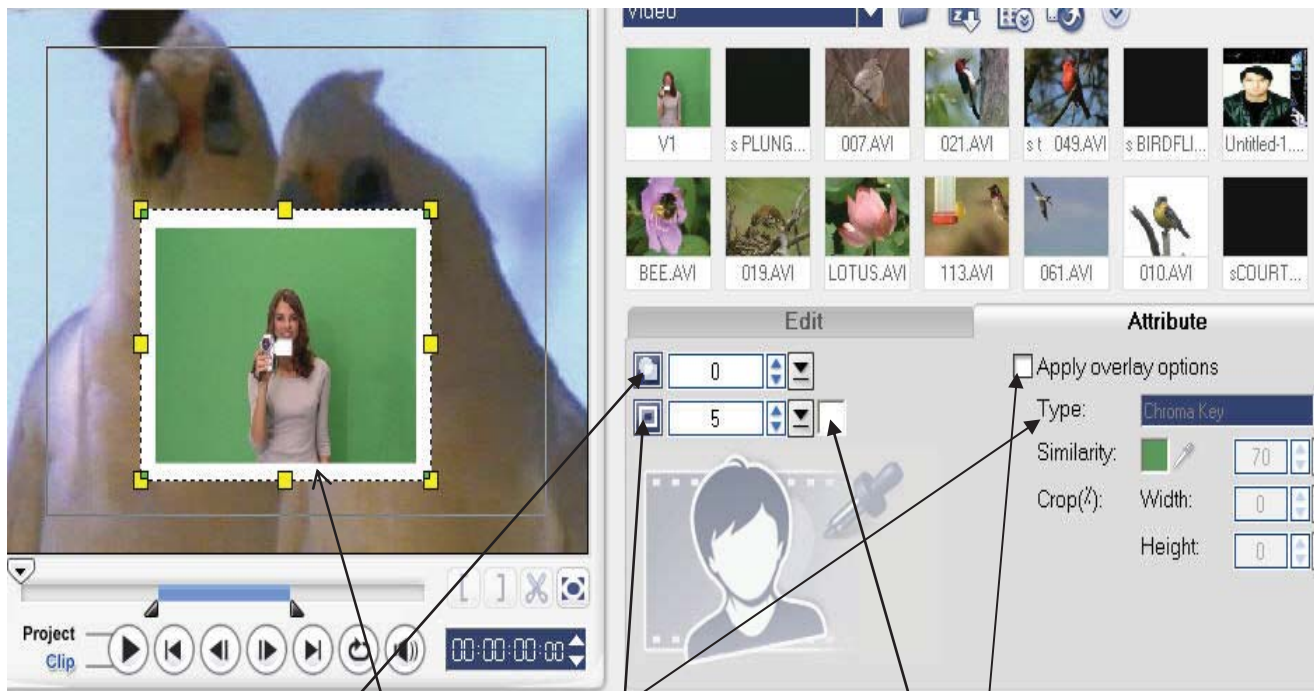 Video
V1
s PLUNG...
007.AVI
021.AVI
s t 049.AVI
s BIRDFLI...
Untitled-1....
BEE.AVI
019.AVI
LOTUS.AVI
113.AVI
061.AVI
010.AVI
sCOURT...
Edit
Attribute
0
5
Apply overlay options
Type: Chroma Key
Similarity: 70
Crop(%): Width: 0
Height: 0
Project
Clip
00:00:00:00